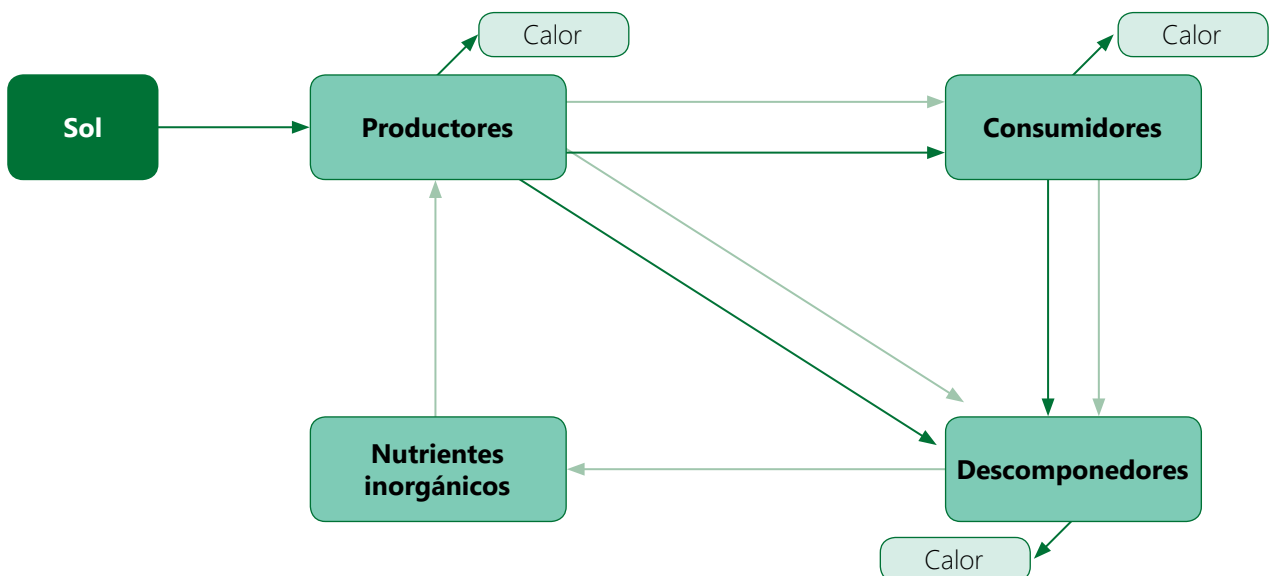 Calor
Calor
Sol
Productores
Consumidores
Nutrientes
inorgánicos
Descomponedores
Calor